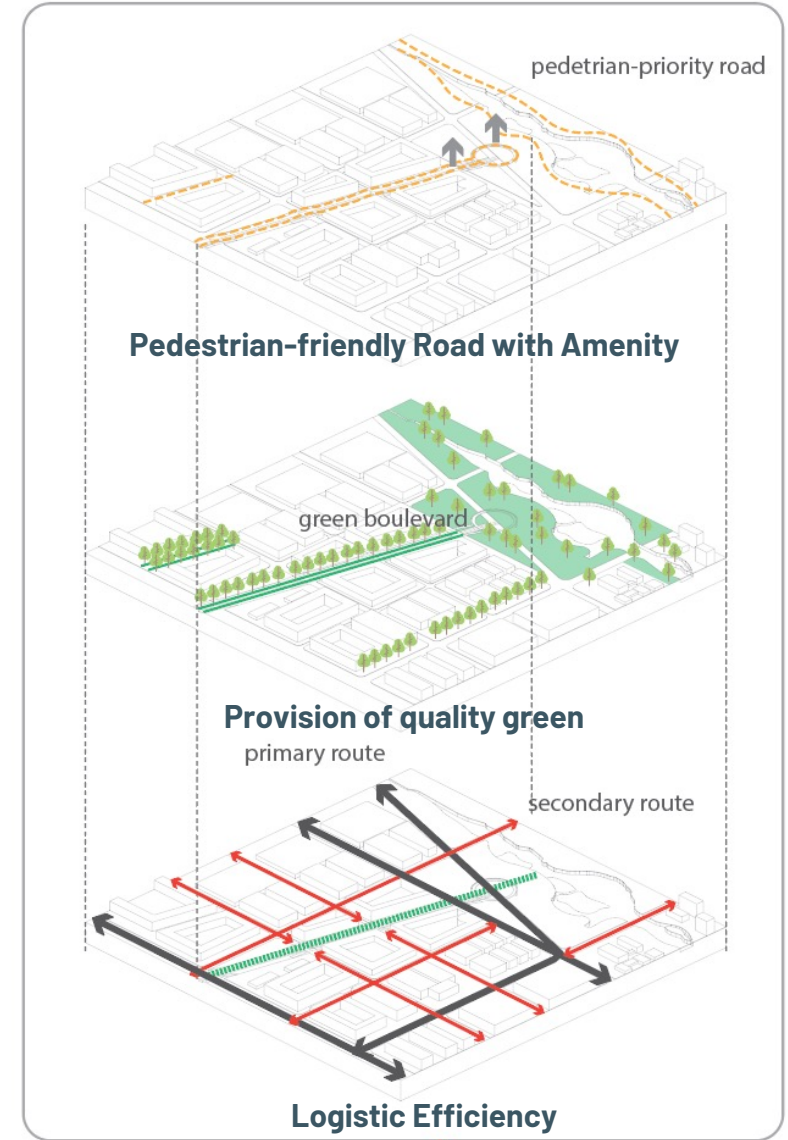 pedetrian-priority road
Pedestrian-friendly Road with Amenity
green boulevard
Provision of quality green
primary route
secondary route
Logistic Efficiency